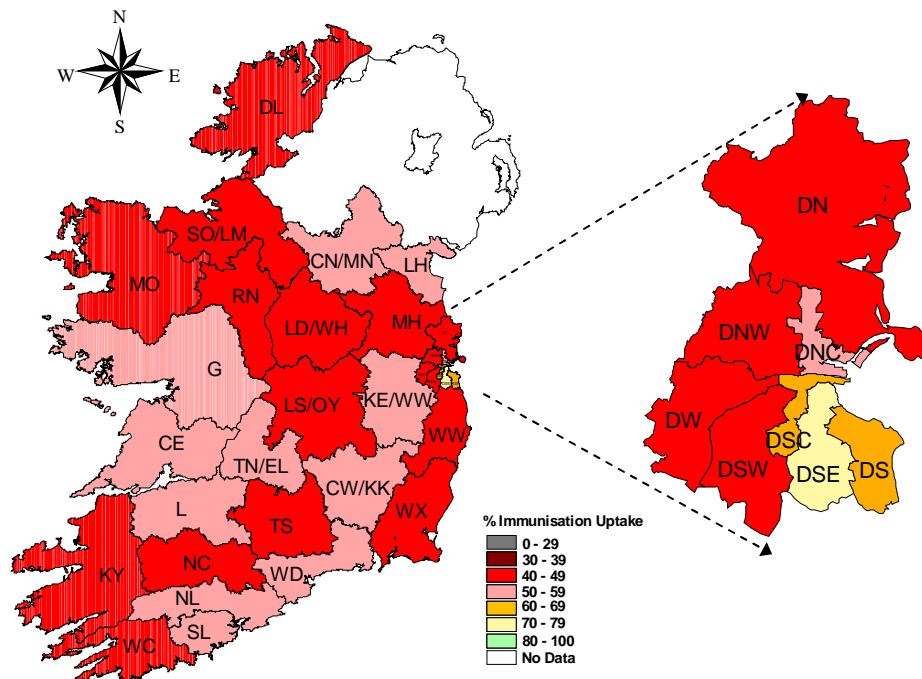 N
W E
S
DL
SO/LM
CN/MN
LH
MO
RN
LD/WH
MH
G
LS/OY
KE/WW
WW
CE
TN/EL
CW/KK
L
TS
WX
KY
NC
WD
NL
SL
WC
DN
DNW
DNC
DW
DSC
DSW
DSE
DS
% Immunisation Uptake
0 - 29
30 - 39
40 - 49
50 - 59
60 - 69
70 - 79
80 - 100
No Data